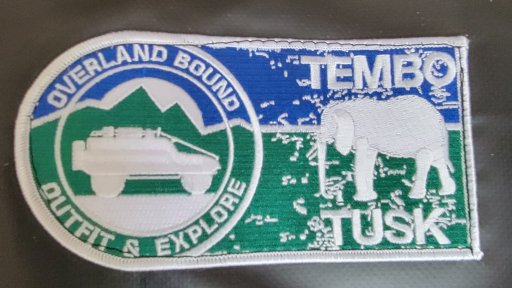 OVERLAND BOUND
OUTFIT & EXPLORE
TEMBO
TUSK